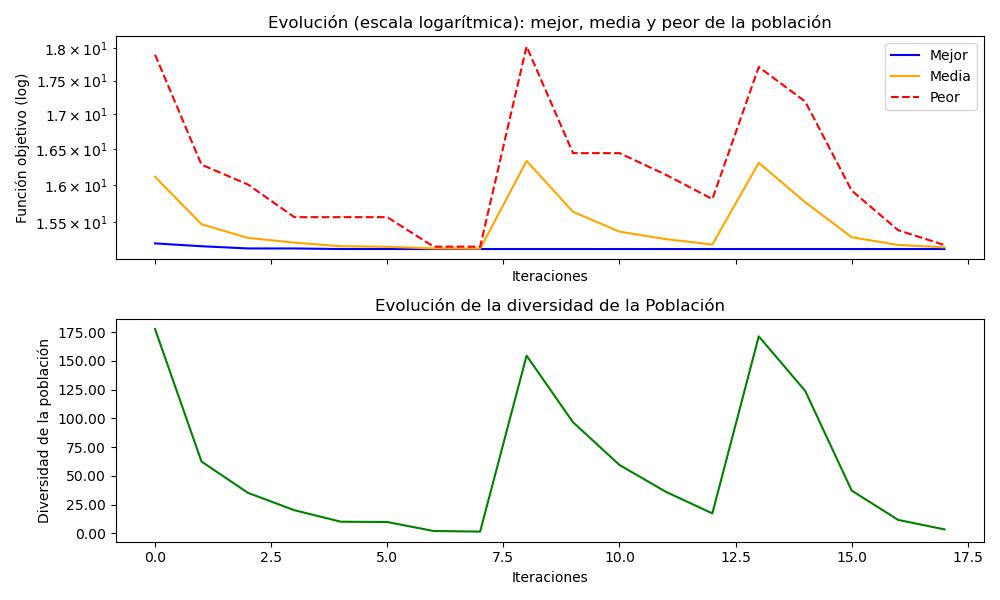 Evolución (escala logarítmica): mejor, media y peor de la población
Función objetivo (log)
1.8 × 10¹
1.75 × 10¹
1.7 × 10¹
1.65 × 10¹
1.6 × 10¹
1.55 × 10¹
Mejor
Media
Peor
Iteraciones
Evolución de la diversidad de la Población
Diversidad de la población
175.00
150.00
125.00
100.00
75.00
50.00
25.00
0.00
0.0 2.5 5.0 7.5 10.0 12.5 15.0 17.5
Iteraciones